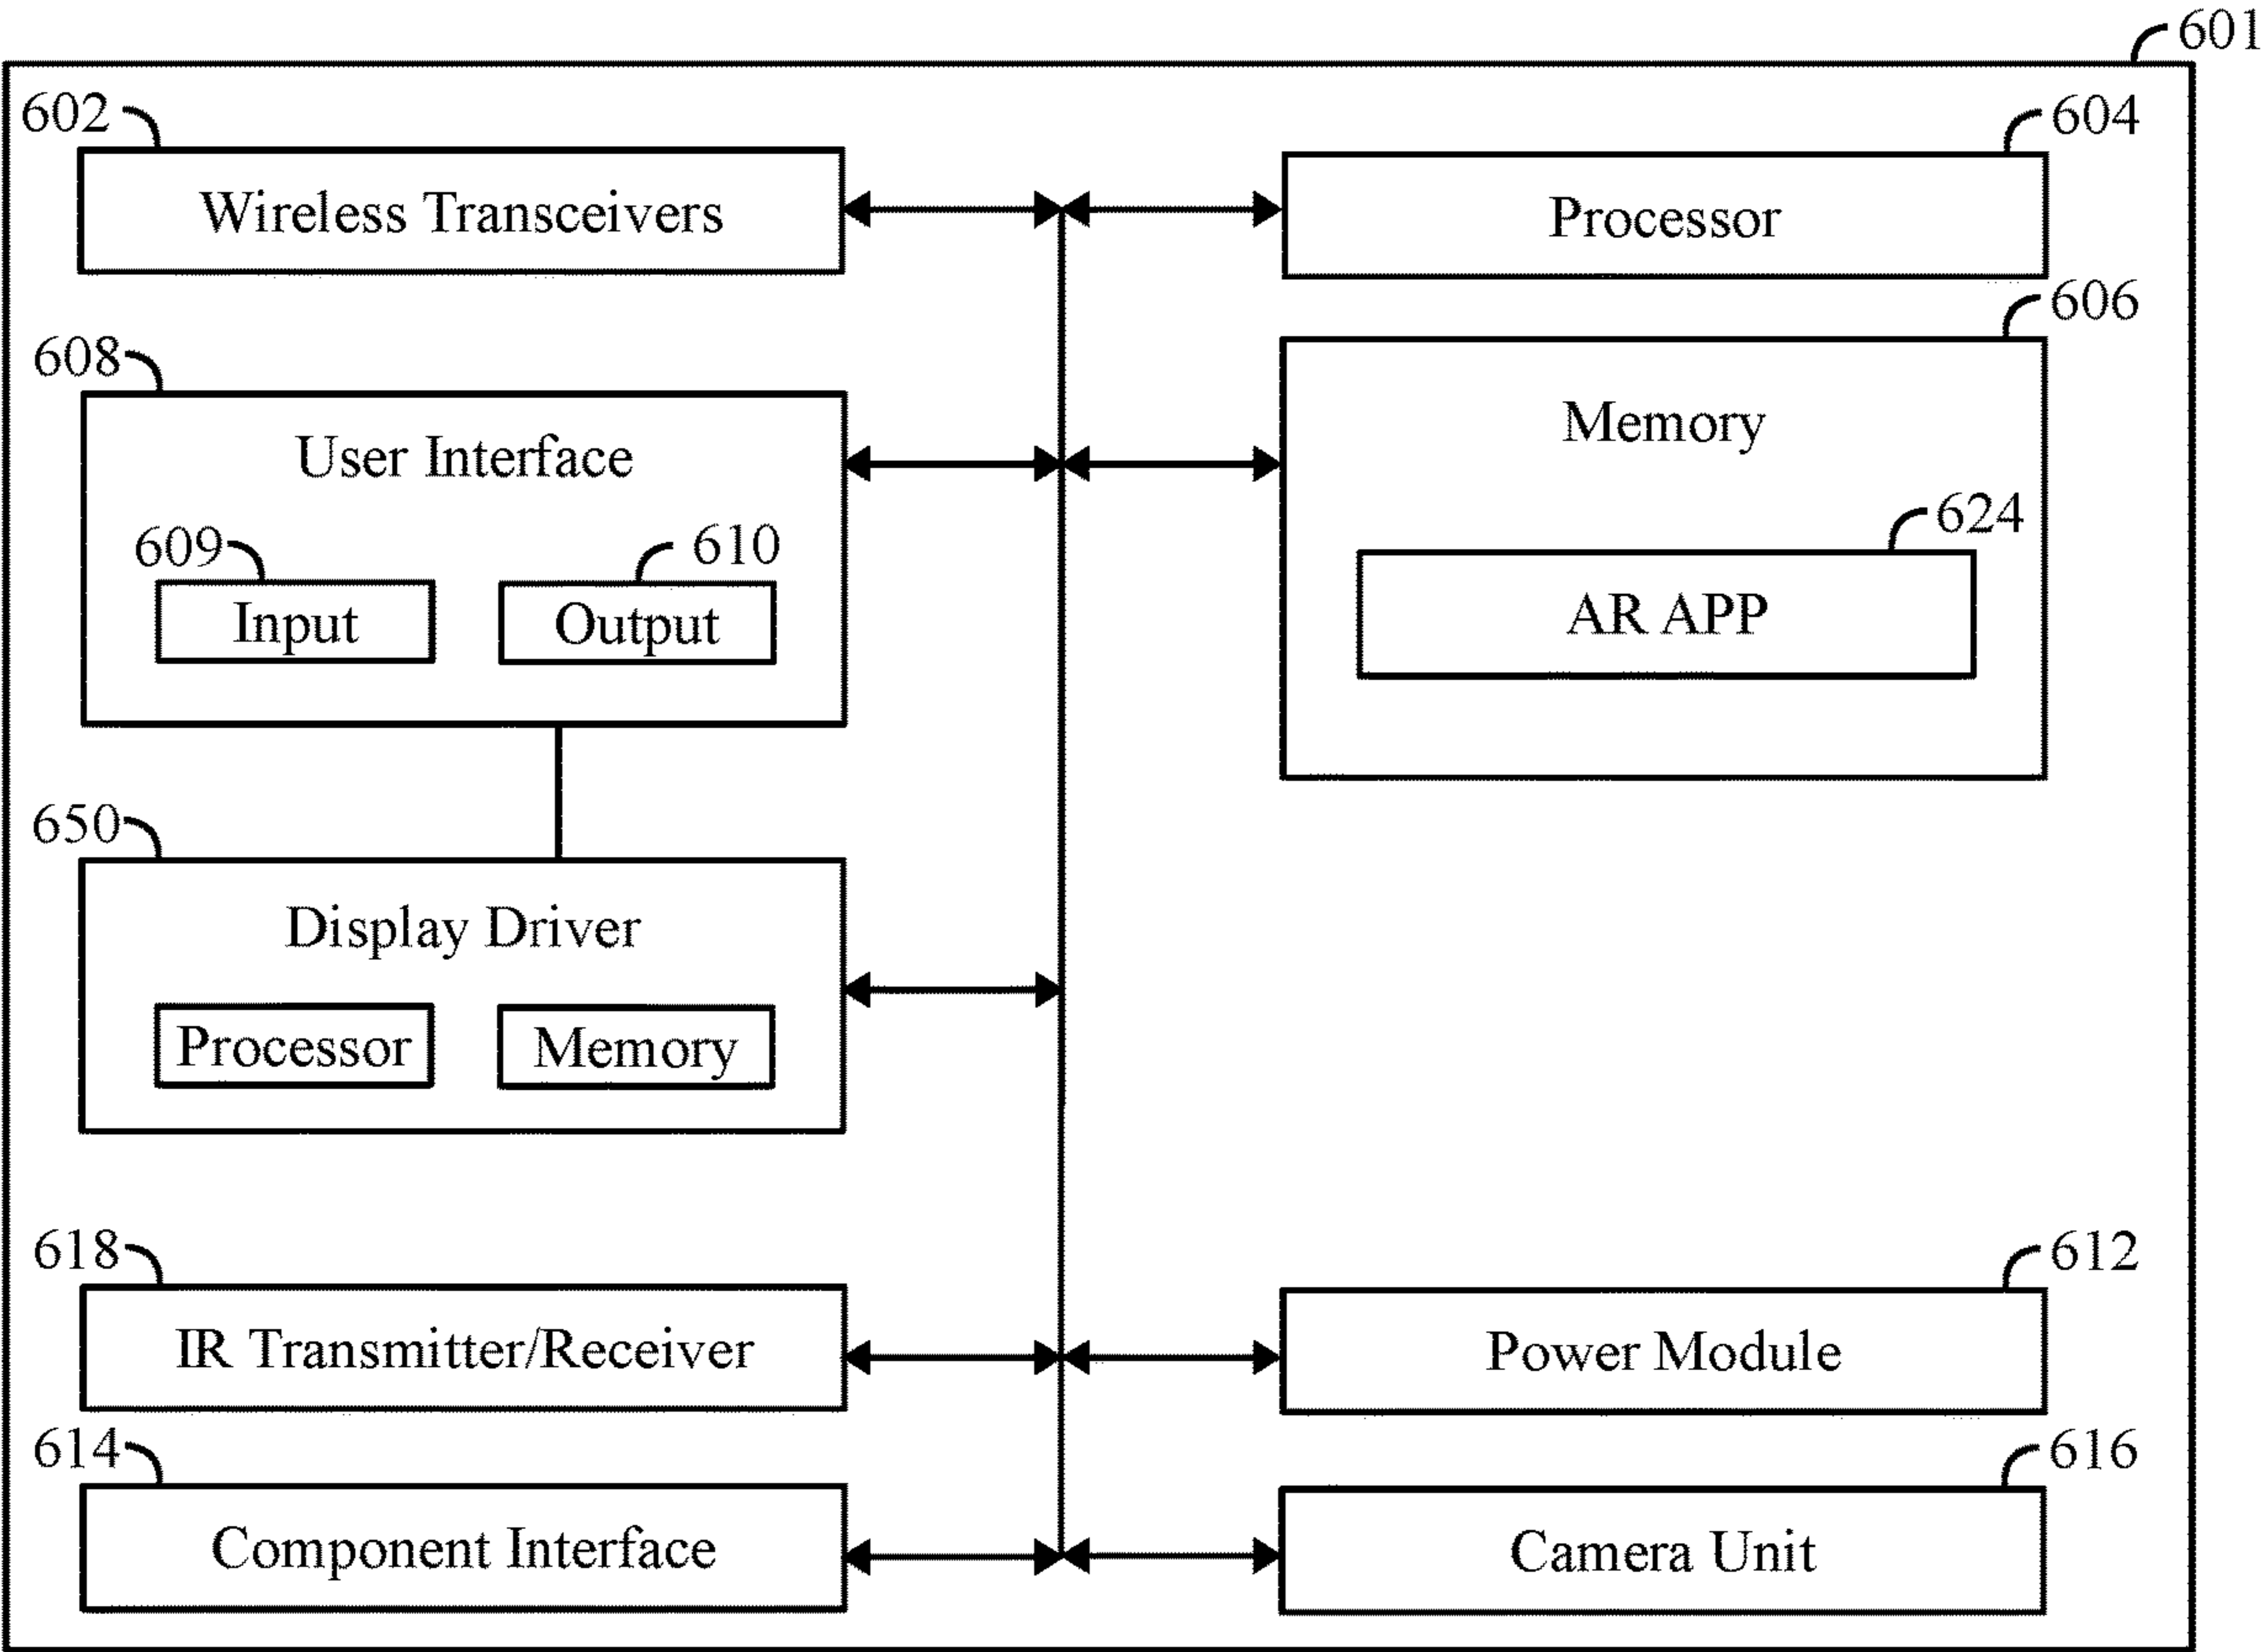 601
602
Wireless Transceivers
604
Processor
608
User Interface
609
Input
610
Output
606
Memory
624
AR APP
650
Display Driver
Processor
Memory
618
IR Transmitter/Receiver
612
Power Module
614
Component Interface
616
Camera Unit